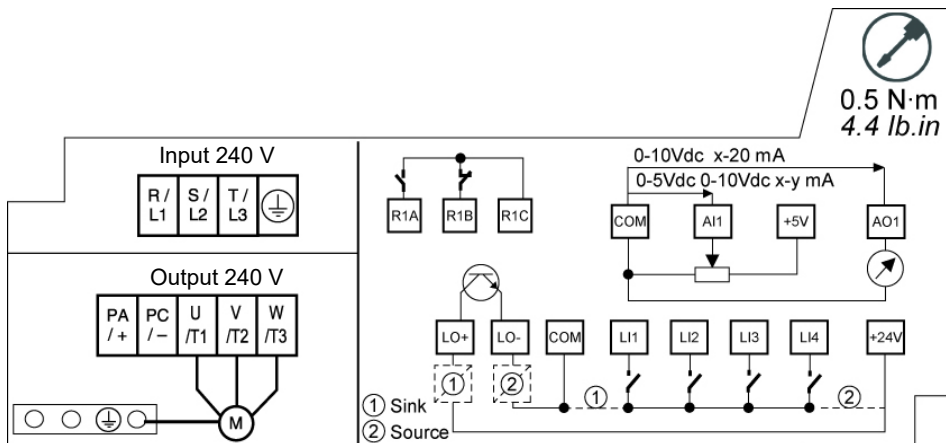 0.5 N·m
4.4 lb.in
Input 240 V
R / L1 S / L2 T / L3
Output 240 V
PA / + PC / – U /T1 V /T2 W /T3
M
R1A R1B R1C
0-10Vdc x-20 mA
0-5Vdc 0-10Vdc x-y mA
COM AI1 +5V AO1
LO+ LO- COM LI1 LI2 LI3 LI4 +24V
① ② ① ②
① Sink
② Source